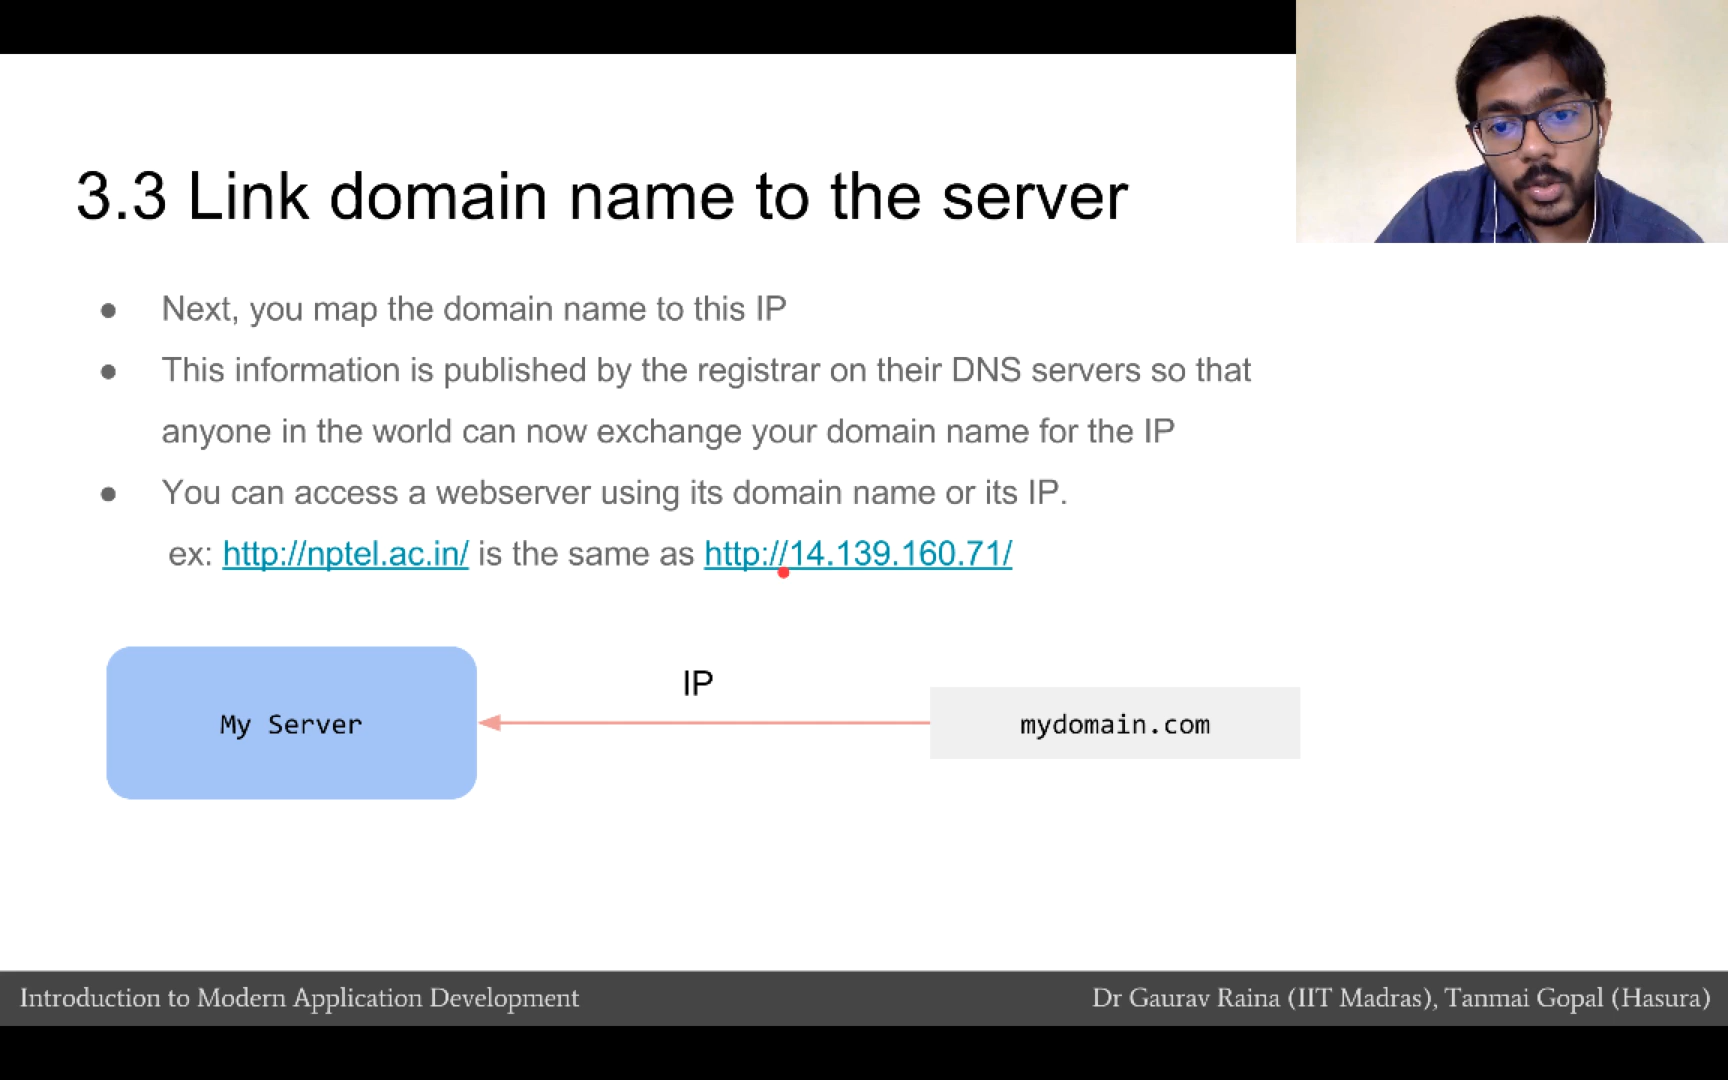 3.3 Link domain name to the server
● Next, you map the domain name to this IP
● This information is published by the registrar on their DNS servers so that
anyone in the world can now exchange your domain name for the IP
● You can access a webserver using its domain name or its IP.
ex: http://nptel.ac.in/ is the same as http://14.139.160.71/
IP
My Server
mydomain.com
Introduction to Modern Application Development
Dr Gaurav Raina (IIT Madras), Tanmai Gopal (Hasura)